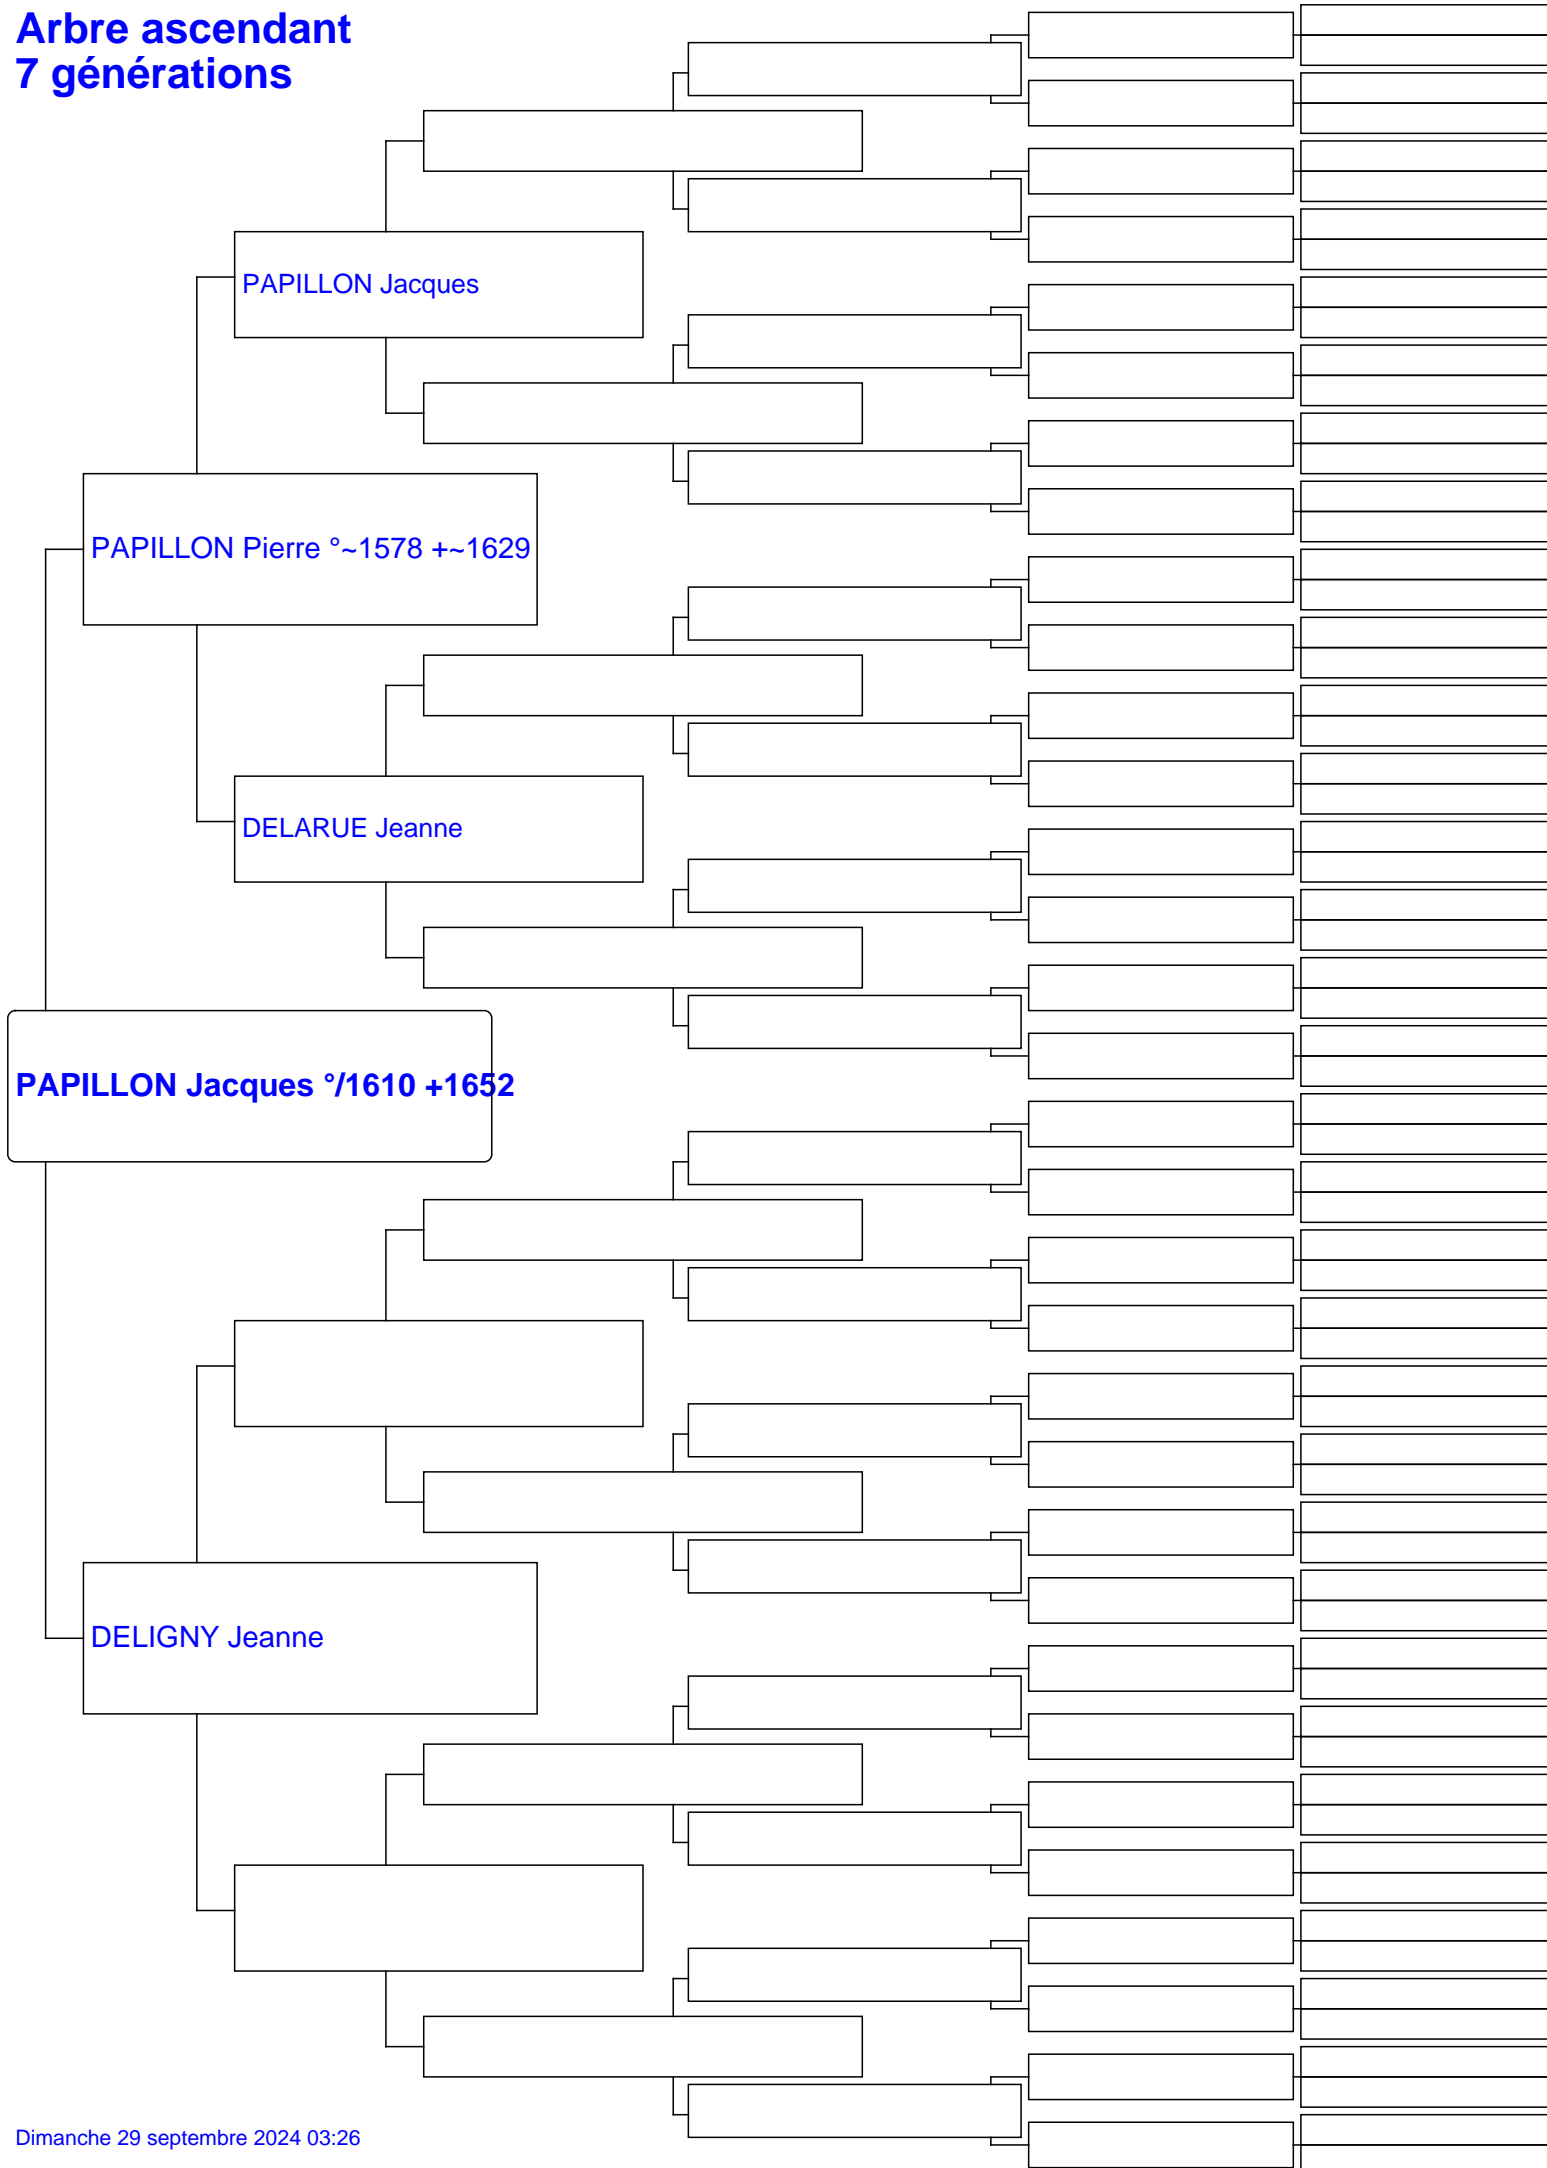 Arbre ascendant
7 générations
PAPILLON Jacques
PAPILLON Pierre °~1578 +~1629
DELARUE Jeanne
PAPILLON Jacques °/1610 +1652
DELIGNY Jeanne
Dimanche 29 septembre 2024 03:26